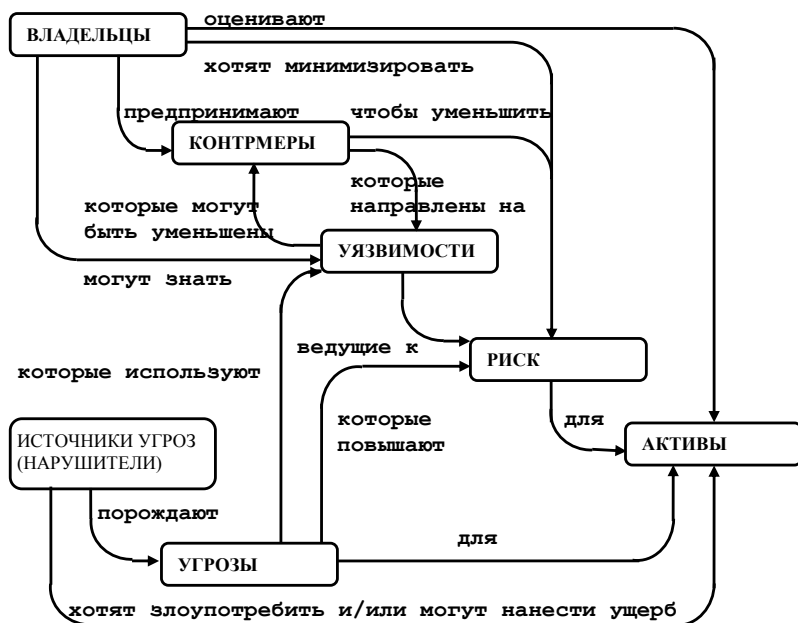 оценивают
ВЛАДЕЛЬЦЫ
хотят минимизировать
предпринимают
чтобы уменьшить
КОНТРМЕРЫ
которые
направлены на
которые могут
быть уменьшены
УЯЗВИМОСТИ
могут знать
ведущие к
РИСК
которые используют
которые
повышают
для
ИСТОЧНИКИ УГРОЗ
(НАРУШИТЕЛИ)
АКТИВЫ
порождают
для
УГРОЗЫ
хотят злоупотребить и/или могут нанести ущерб